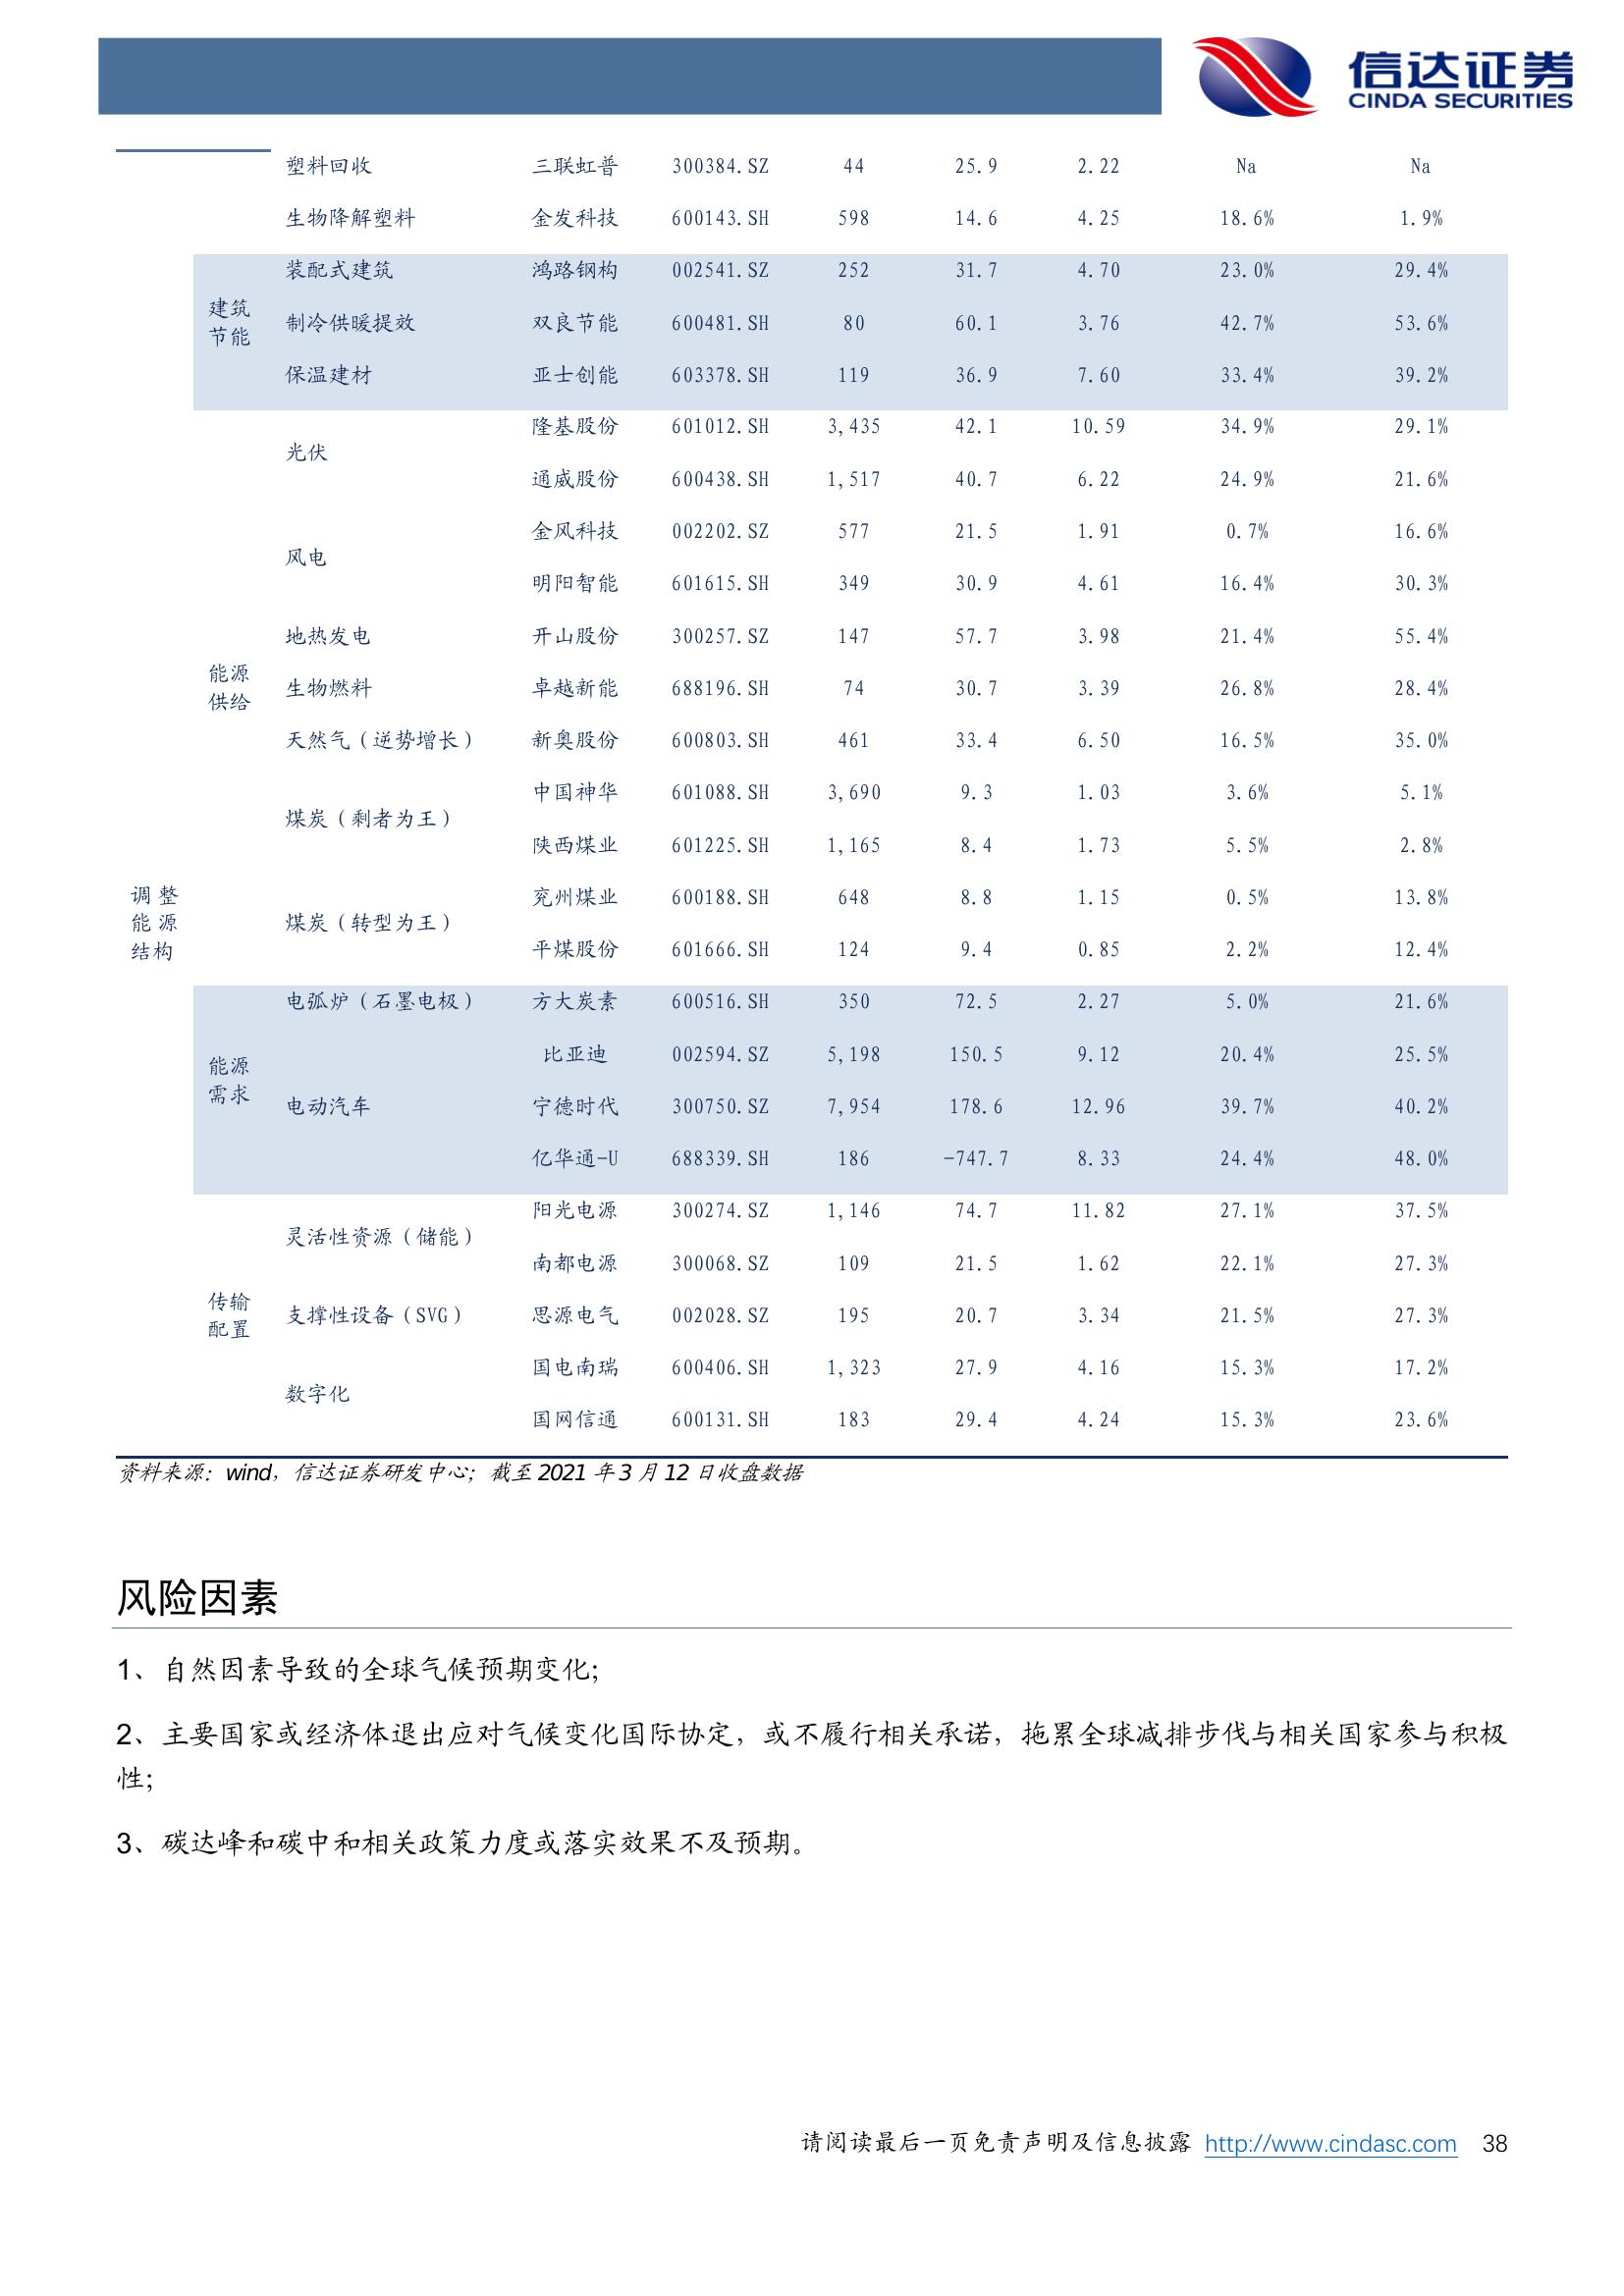 信达证券
CINDA SECURITIES
塑料回收 三联虹普 300384.SZ 44 25.9 2.22 Na Na
生物降解塑料 金发科技 600143.SH 598 14.6 4.25 18.6% 1.9%
建筑节能
装配式建筑 鸿路钢构 002541.SZ 252 31.7 4.70 23.0% 29.4%
制冷供暖提效 双良节能 600481.SH 80 60.1 3.76 42.7% 53.6%
保温建材 亚士创能 603378.SH 119 36.9 7.60 33.4% 39.2%
调整能源结构
能源供给
光伏
隆基股份 601012.SH 3,435 42.1 10.59 34.9% 29.1%
通威股份 600438.SH 1,517 40.7 6.22 24.9% 21.6%
风电
金风科技 002202.SZ 577 21.5 1.91 0.7% 16.6%
明阳智能 601615.SH 349 30.9 4.61 16.4% 30.3%
地热发电 开山股份 300257.SZ 147 57.7 3.98 21.4% 55.4%
生物燃料 卓越新能 688196.SH 74 30.7 3.39 26.8% 28.4%
天然气（逆势增长） 新奥股份 600803.SH 461 33.4 6.50 16.5% 35.0%
煤炭（剩者为王）
中国神华 601088.SH 3,690 9.3 1.03 3.6% 5.1%
陕西煤业 601225.SH 1,165 8.4 1.73 5.5% 2.8%
煤炭（转型为王）
兖州煤业 600188.SH 648 8.8 1.15 0.5% 13.8%
平煤股份 601666.SH 124 9.4 0.85 2.2% 12.4%
能源需求
电弧炉（石墨电极） 方大炭素 600516.SH 350 72.5 2.27 5.0% 21.6%
电动汽车
比亚迪 002594.SZ 5,198 150.5 9.12 20.4% 25.5%
宁德时代 300750.SZ 7,954 178.6 12.96 39.7% 40.2%
亿华通-U 688339.SH 186 -747.7 8.33 24.4% 48.0%
传输配置
灵活性资源（储能）
阳光电源 300274.SZ 1,146 74.7 11.82 27.1% 37.5%
南都电源 300068.SZ 109 21.5 1.62 22.1% 27.3%
支撑性设备（SVG） 思源电气 002028.SZ 195 20.7 3.34 21.5% 27.3%
数字化
国电南瑞 600406.SH 1,323 27.9 4.16 15.3% 17.2%
国网信通 600131.SH 183 29.4 4.24 15.3% 23.6%
资料来源：wind，信达证券研发中心；截至 2021 年 3 月 12 日收盘数据
风险因素
1、自然因素导致的全球气候预期变化；
2、主要国家或经济体退出应对气候变化国际协定，或不履行相关承诺，拖累全球减排步伐与相关国家参与积极
性；
3、碳达峰和碳中和相关政策力度或落实效果不及预期。
请阅读最后一页免责声明及信息披露 http://www.cindasc.com 38